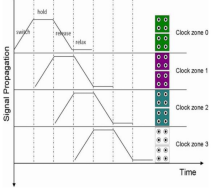 hold
switch
release
relax
Clock zone 0
Clock zone 1
Clock zone 2
Clock zone 3
Signal Propagation
Time